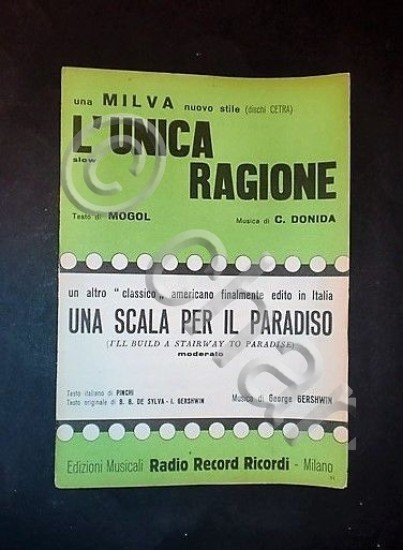 una MILVA nuovo stile (dischi CETRA)
L'UNICA
slow
RAGIONE
Testo di MOGOL
Musica di C. DONIDA
un altro "classico„ americano finalmente edito in Italia
UNA SCALA PER IL PARADISO
(I'LL BUILD A STAIRWAY TO PARADISE)
moderato
Testo italiano di PINCHI
Testo originale di B. B. DE SYLVA - I. GERSHWIN
Musica di George GERSHWIN
Edizioni Musicali Radio Record Ricordi - Milano